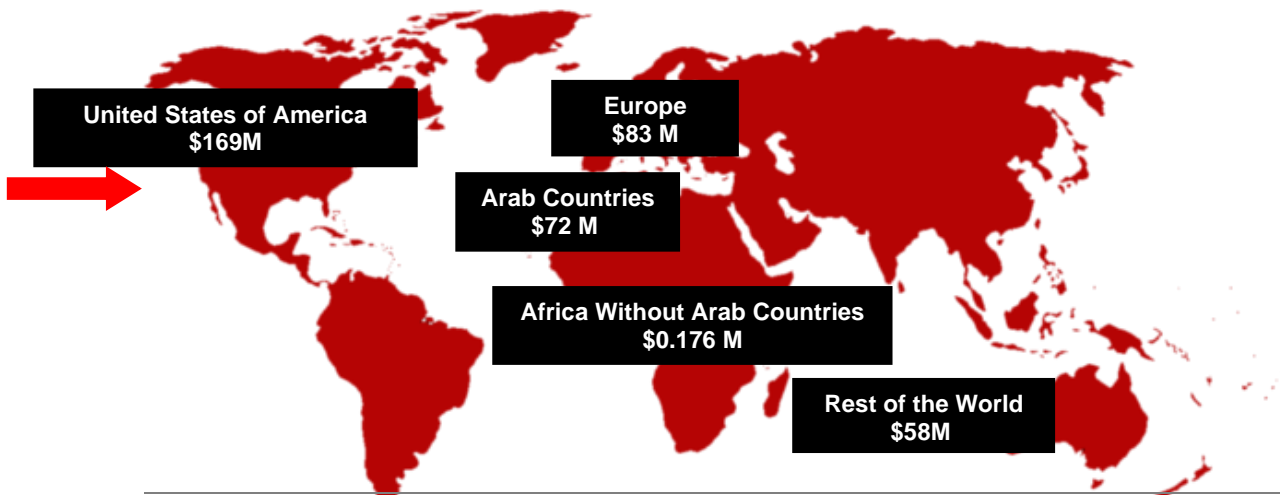 United States of America
$169M
Europe
$83 M
Arab Countries
$72 M
Africa Without Arab Countries
$0.176 M
Rest of the World
$58M